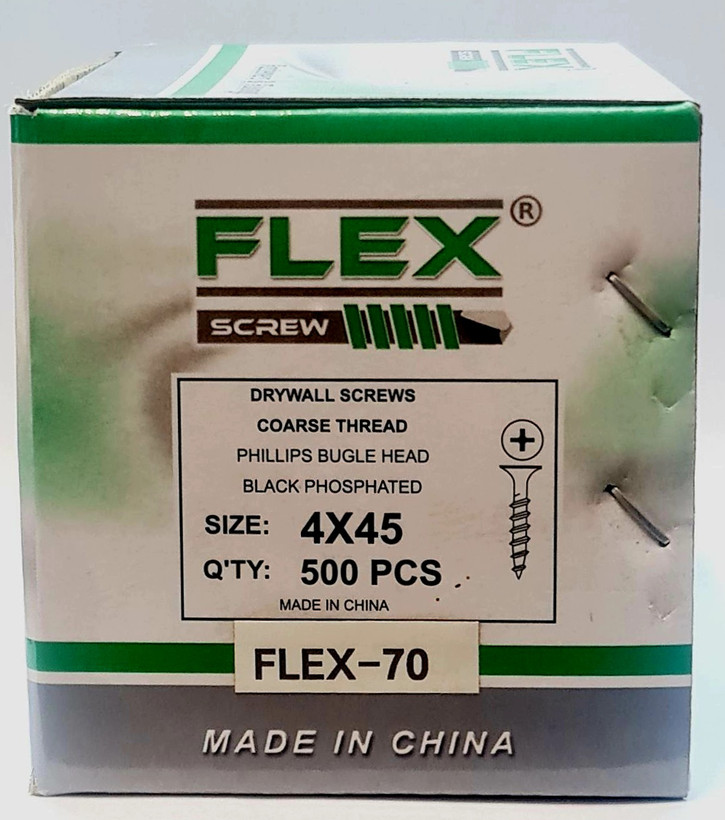 FLEX
FLEX®
SCREW
DRYWALL SCREWS
COARSE THREAD
PHILLIPS BUGLE HEAD
BLACK PHOSPHATED
SIZE: 4X45
Q'TY: 500 PCS
MADE IN CHINA
FLEX-70
MADE IN CHINA